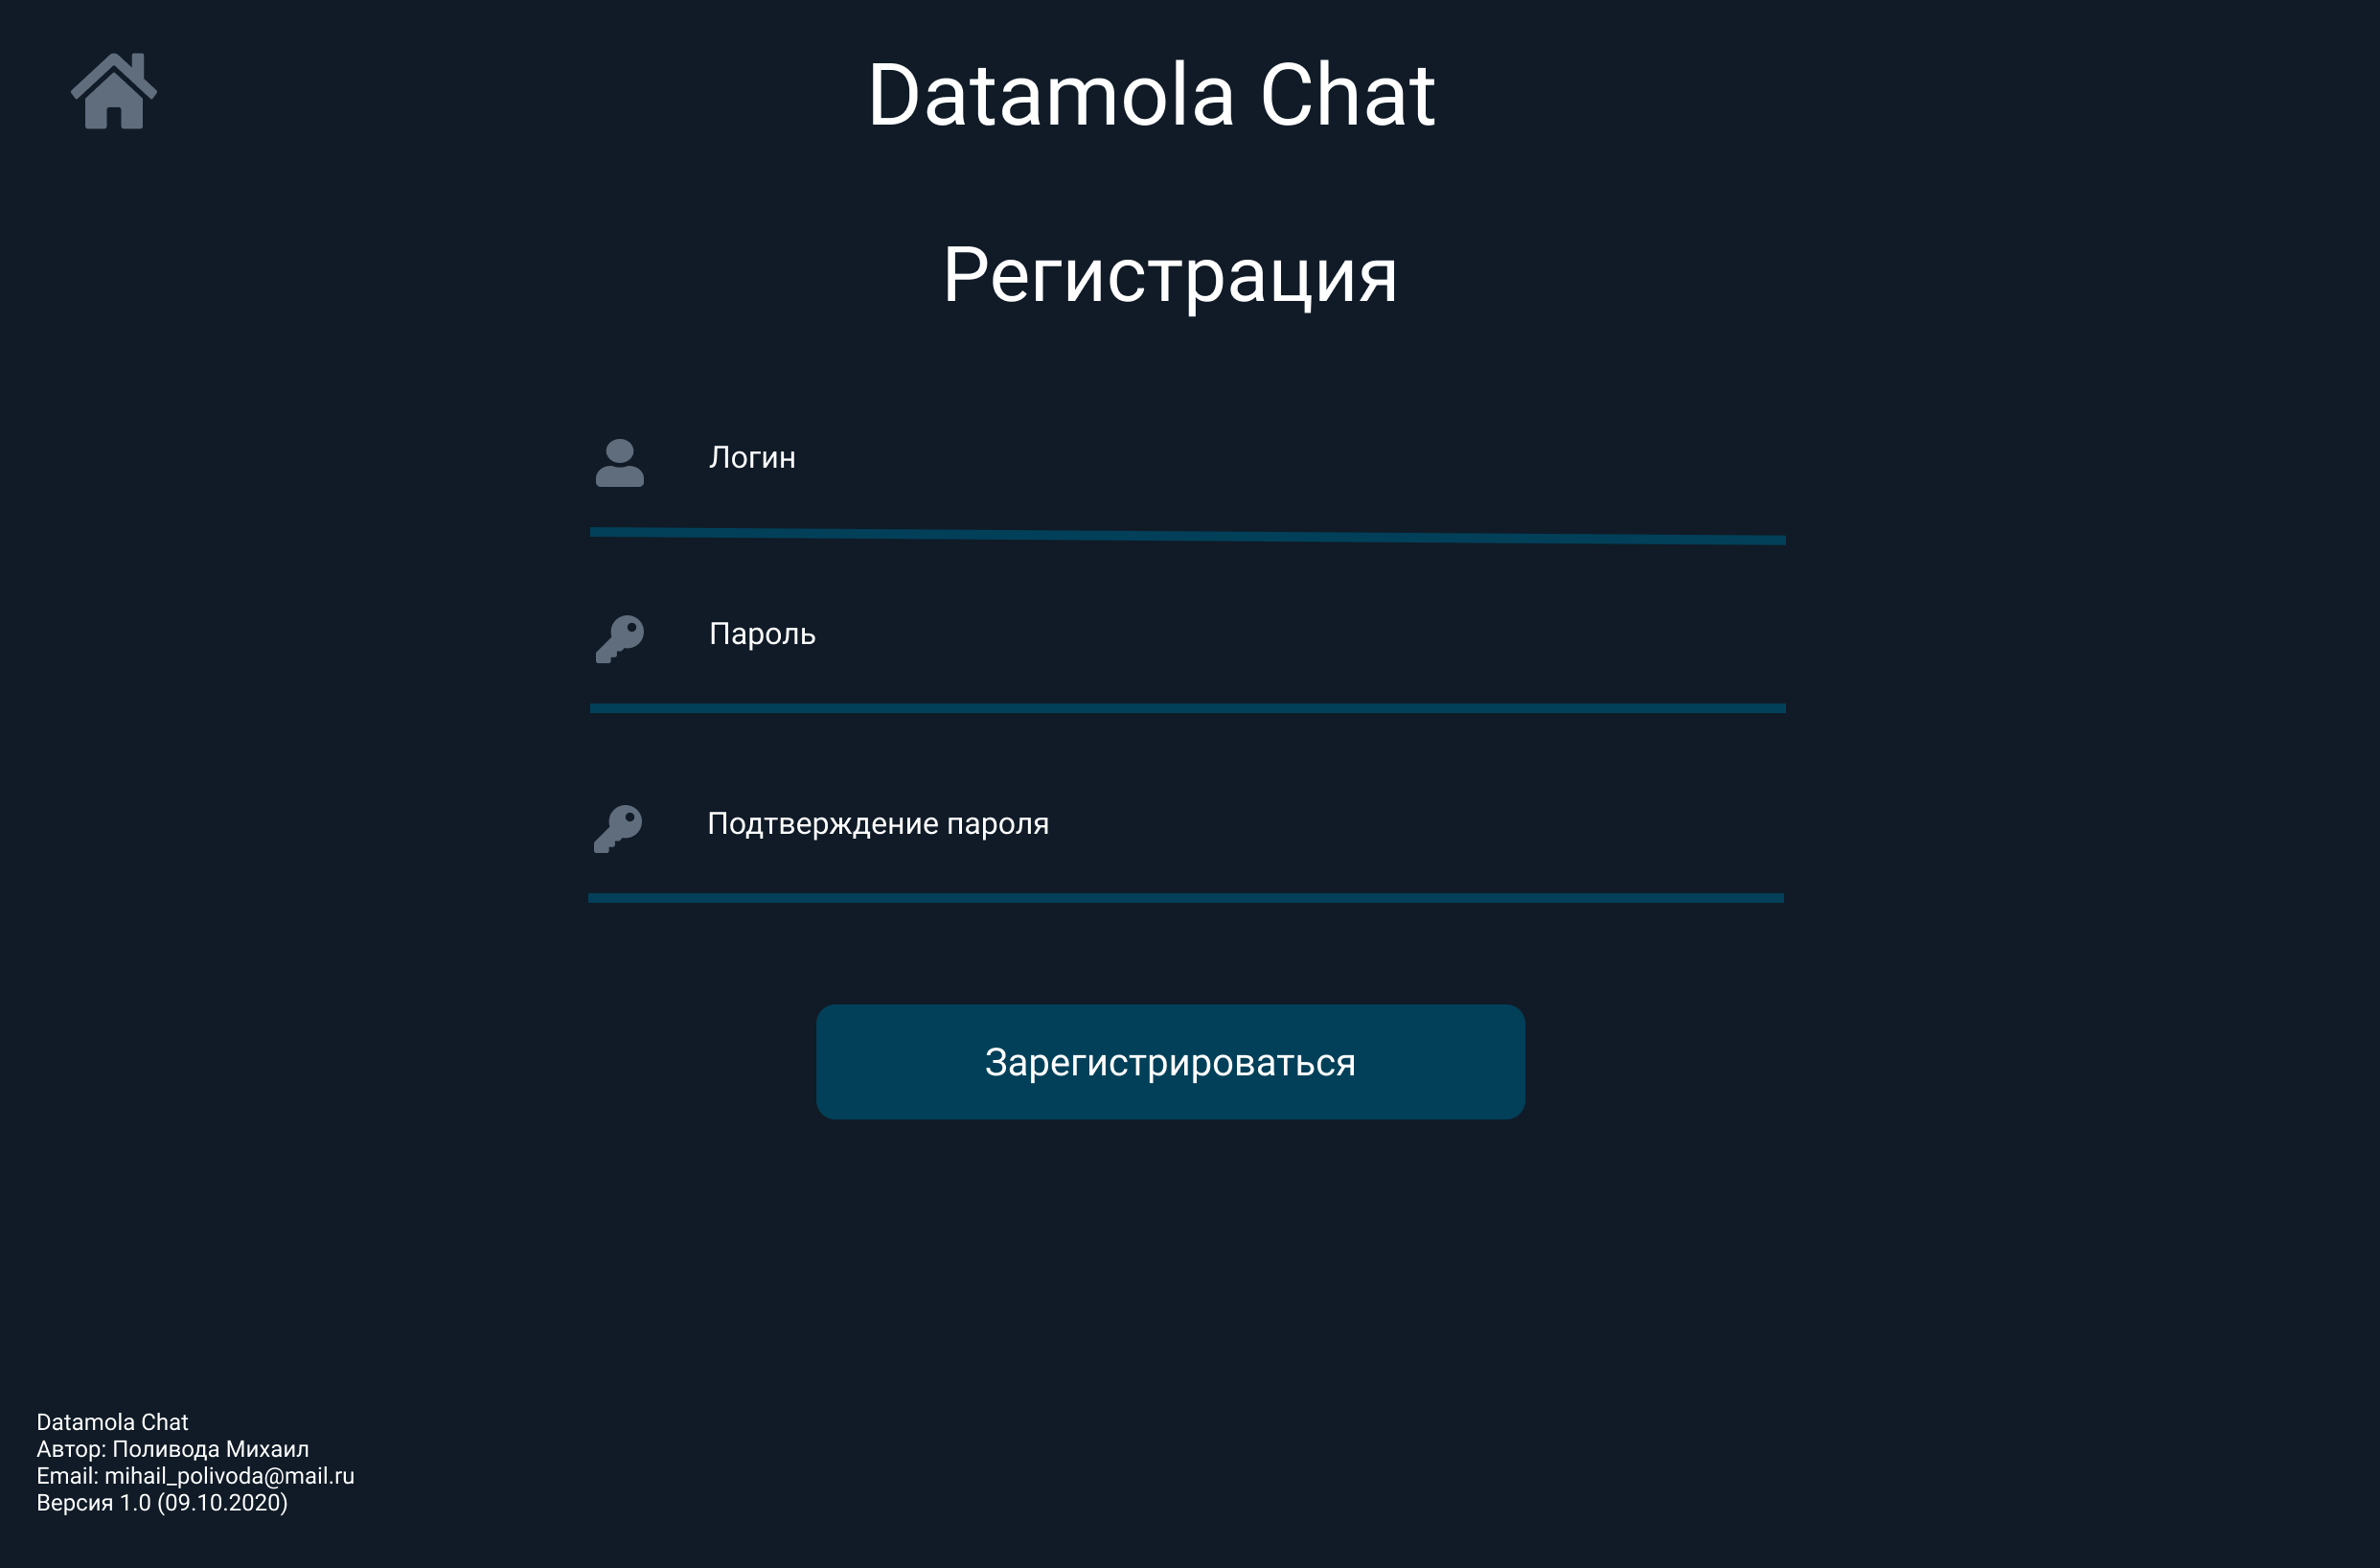 Datamola Chat
Регистрация
Логин
Пароль
Подтверждение пароля
Зарегистрироваться
Datamola Chat
Автор: Поливода Михаил
Email: mihail_polivoda@mail.ru
Версия 1.0 (09.10.2020)